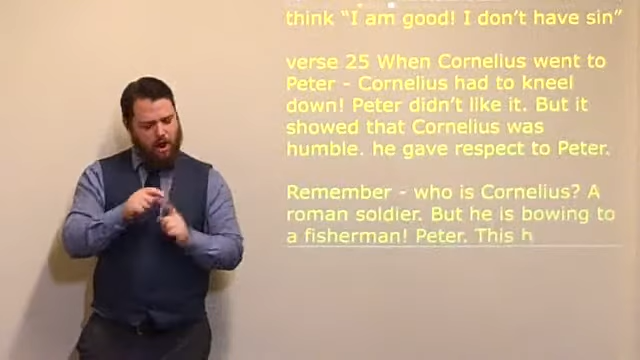 think “I am good! I don’t have sin”
verse 25 When Cornelius went to
Peter - Cornelius had to kneel
down! Peter didn’t like it. But it
showed that Cornelius was
humble. he gave respect to Peter.
Remember - who is Cornelius? A
roman soldier. But he is bowing to
a fisherman! Peter. This h